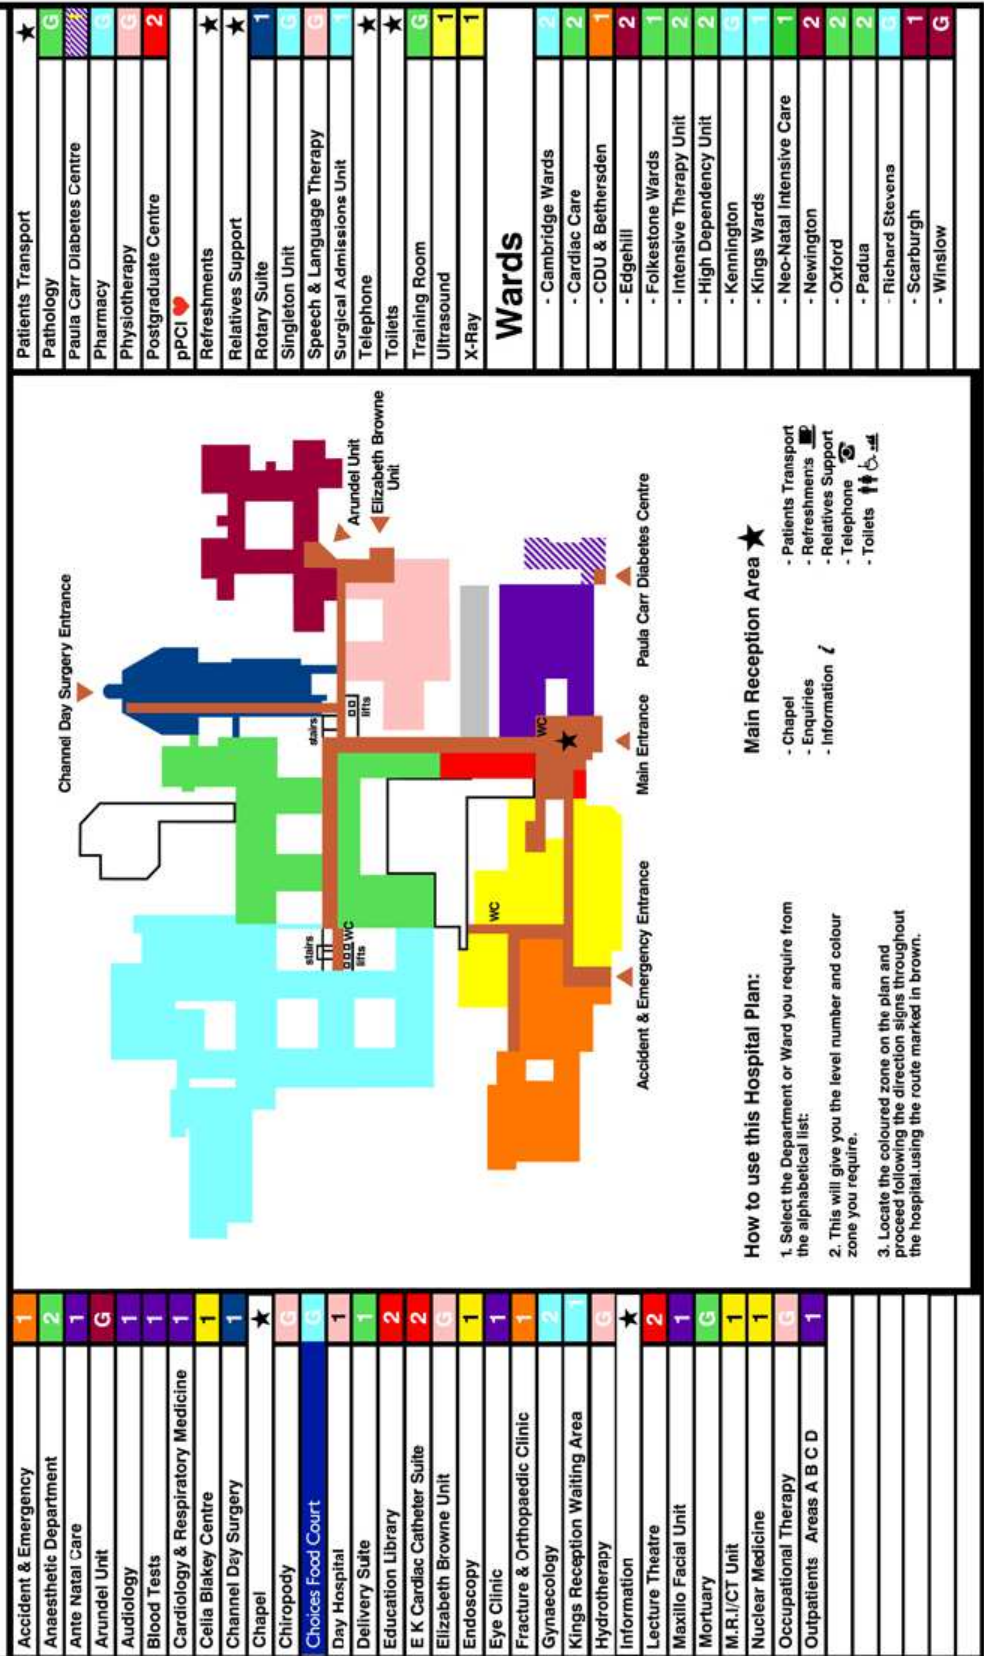 Accident & Emergency 1
Anaesthetic Department 2
Ante Natal Care 1
Arundel Unit G
Audiology 1
Blood Tests 1
Cardiology & Respiratory Medicine 1
Celia Blakey Centre 1
Channel Day Surgery 1
Chapel ★
Chiropody G
Choices Food Court G
Day Hospital 1
Delivery Suite 1
Education Library 2
E K Cardiac Catheter Suite 2
Elizabeth Browne Unit G
Endoscopy 1
Eye Clinic 1
Fracture & Orthopaedic Clinic 1
Gynaecology 2
Kings Reception Waiting Area 1
Hydrotherapy G
Information ★
Lecture Theatre 2
Maxillo Facial Unit 1
Mortuary G
M.R.I/CT Unit 1
Nuclear Medicine 1
Occupational Therapy G
Outpatients Areas A B C D 1
Channel Day Surgery Entrance
stairs
WC
lifts
stairs
lifts
Arundel Unit
Elizabeth Browne
Unit
WC
WC
Accident & Emergency Entrance
Main Entrance
Paula Carr Diabetes Centre
How to use this Hospital Plan:
1. Select the Department or Ward you require from
the alphabetical list:
2. This will give you the level number and colour
zone you require.
3. Locate the coloured zone on the plan and
proceed following the direction signs throughout
the hospital.using the route marked in brown.
Main Reception Area ★
- Chapel
- Enquiries
- Information i
- Patients Transport
- Refreshments
- Relatives Support
- Telephone
- Toilets
Patients Transport ★
Pathology G
Paula Carr Diabetes Centre 1
Pharmacy G
Physiotherapy G
Postgraduate Centre 2
pPCI ♥
Refreshments ★
Relatives Support ★
Rotary Suite 1
Singleton Unit G
Speech & Language Therapy G
Surgical Admissions Unit 1
Telephone ★
Toilets ★
Training Room G
Ultrasound 1
X-Ray 1
Wards
- Cambridge Wards 2
- Cardiac Care 2
- CDU & Bethersden 1
- Edgehill 2
- Folkestone Wards 1
- Intensive Therapy Unit 2
- High Dependency Unit 2
- Kennington G
- Kings Wards 1
- Neo-Natal Intensive Care 1
- Newington 2
- Oxford 2
- Padua 2
- Richard Stevens G
- Scarburgh 1
- Winslow G